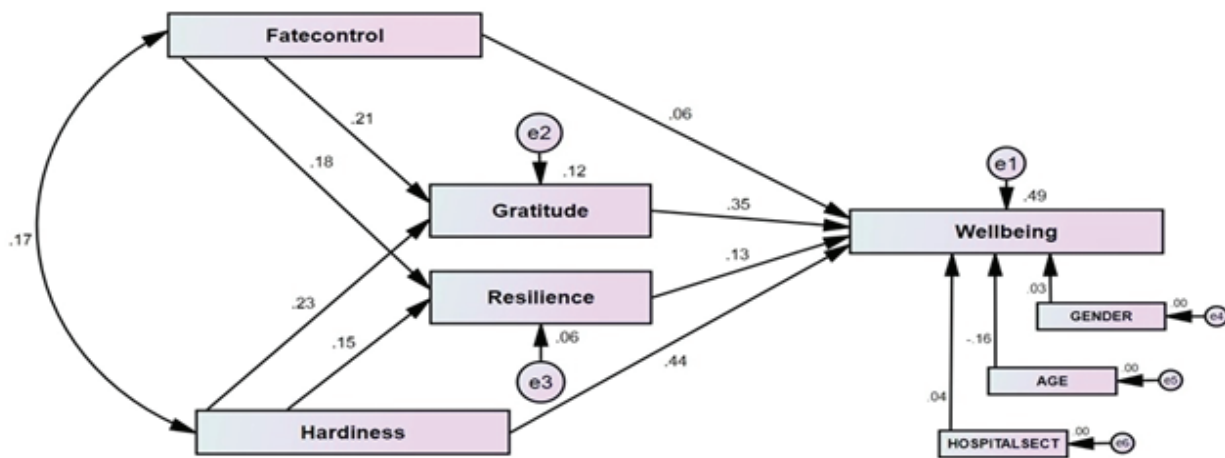 Fatecontrol
.06
.21
e2
.18
.12
e1
.49
Gratitude
.35
Wellbeing
.17
.13
Resilience
.23
.03
.00
GENDER
e4
.15
.06
-.16
.00
e3
.44
AGE
e5
.04
Hardiness
.00
HOSPITALSECT
e6